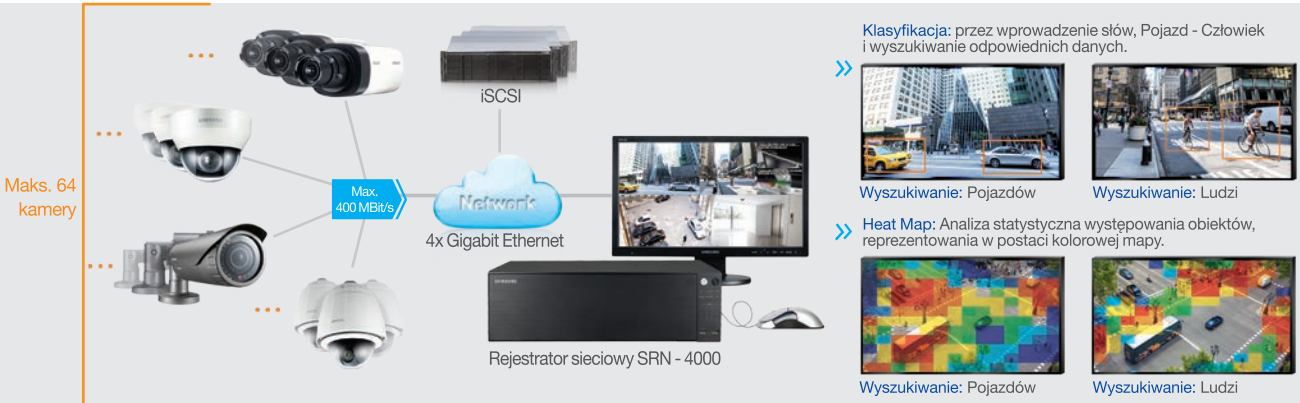 Maks. 64
kamery
Max.
400 MBit/s
iSCSI
Network
4x Gigabit Ethernet
SAMSUNG
SAMSUNG
Rejestrator sieciowy SRN - 4000
Klasyfikacja: przez wprowadzenie słów, Pojazd - Człowiek
i wyszukiwanie odpowiednich danych.
Wyszukiwanie: Pojazdów
Wyszukiwanie: Ludzi
Heat Map: Analiza statystyczna występowania obiektów,
reprezentowania w postaci kolorowej mapy.
Wyszukiwanie: Pojazdów
Wyszukiwanie: Ludzi